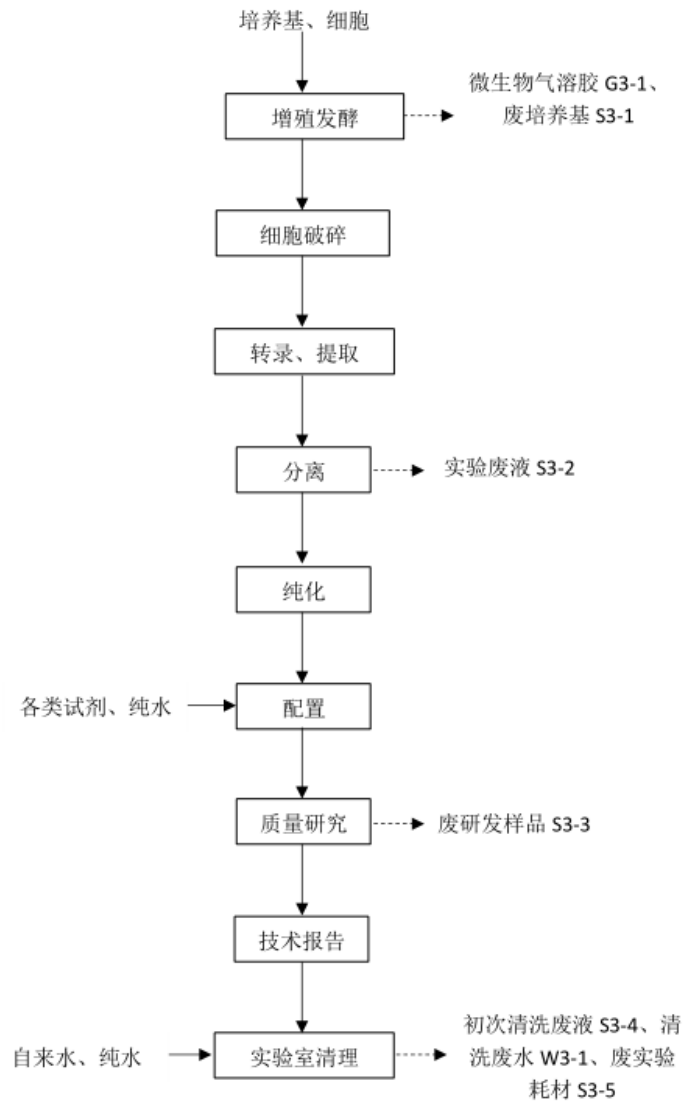 培养基、细胞
增殖发酵
微生物气溶胶 G3-1、
废培养基 S3-1
细胞破碎
转录、提取
分离
实验废液 S3-2
纯化
各类试剂、纯水
配置
质量研究
废研发样品 S3-3
技术报告
自来水、纯水
实验室清理
初次清洗废液 S3-4、清
洗废水 W3-1、废实验
耗材 S3-5